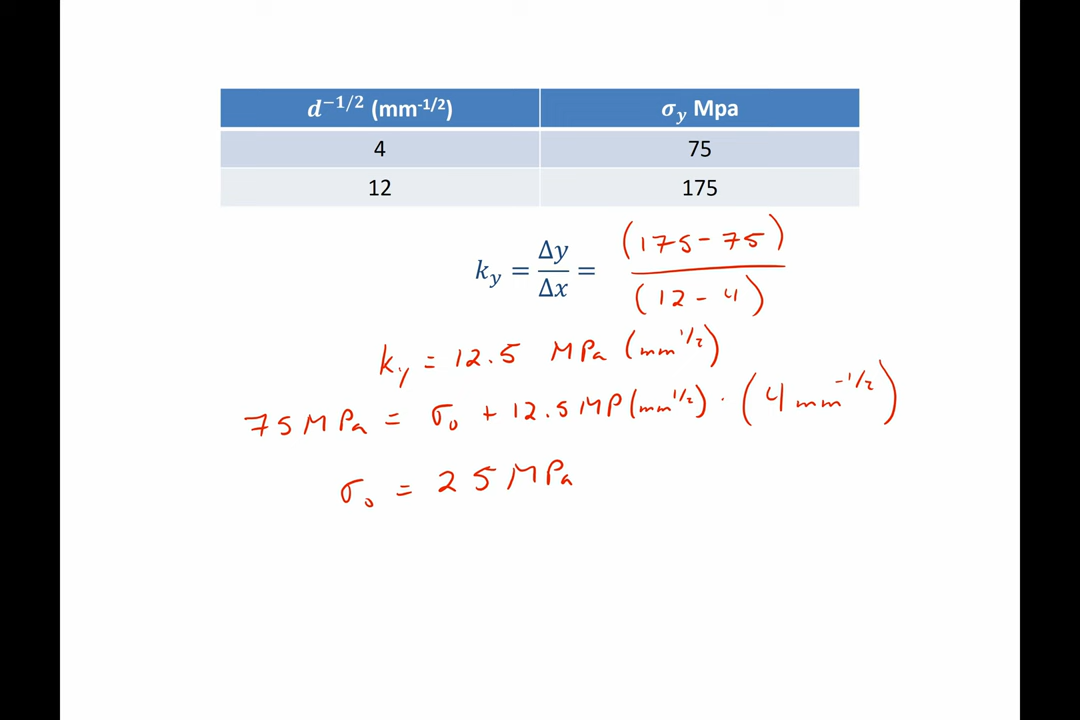 d^{-1/2} (mm^{-1/2}) σ_y Mpa
4 75
12 175
k_y = Δy/Δx = (175-75)/(12-4)
k_y = 12.5 MPa (mm^{1/2})
75 MPa = σ_0 + 12.5 MP(mm^{1/2}) · (4 mm^{-1/2})
σ_0 = 25 MPa